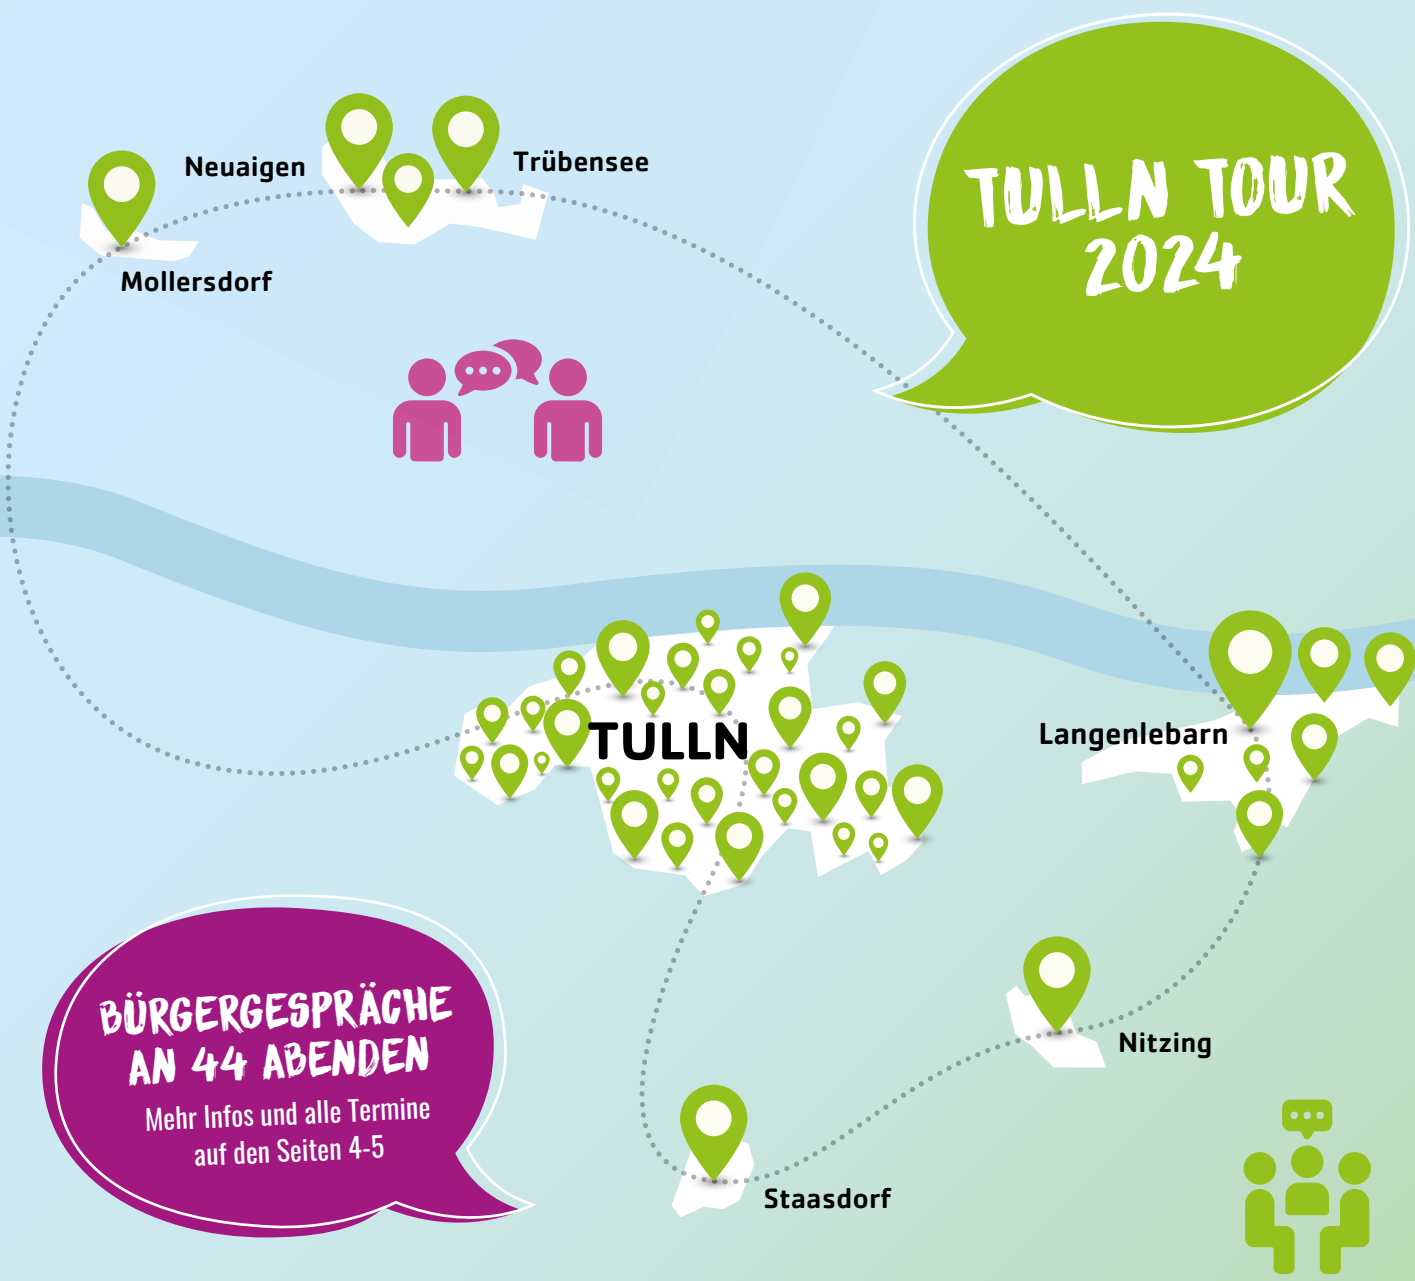 TULLN TOUR
2024
Neuaigen
Trübensee
Mollersdorf
TULLN
Langenlebarn
BÜRGERGESPRÄCHE
AN 44 ABENDEN
Mehr Infos und alle Termine
auf den Seiten 4-5
Nitzing
Staasdorf